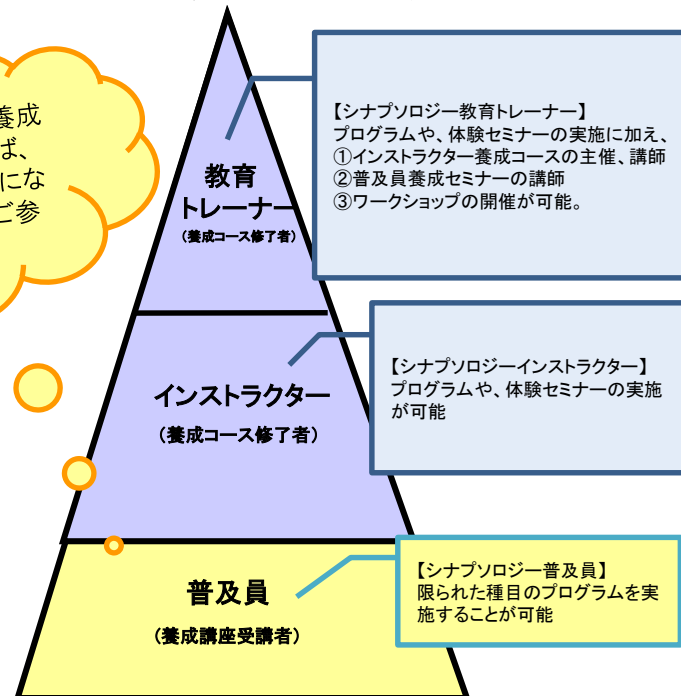 養成
ば、
にな
ご参
教育
トレーナー
(養成コース修了者)
【シナプソロジー教育トレーナー】
プログラムや、体験セミナーの実施に加え、
①インストラクター養成コースの主催、講師
②普及員養成セミナーの講師
③ワークショップの開催が可能。
インストラクター
(養成コース修了者)
【シナプソロジーインストラクター】
プログラムや、体験セミナーの実施
が可能
普及員
(養成講座受講者)
【シナプソロジー普及員】
限られた種目のプログラムを実
施することが可能